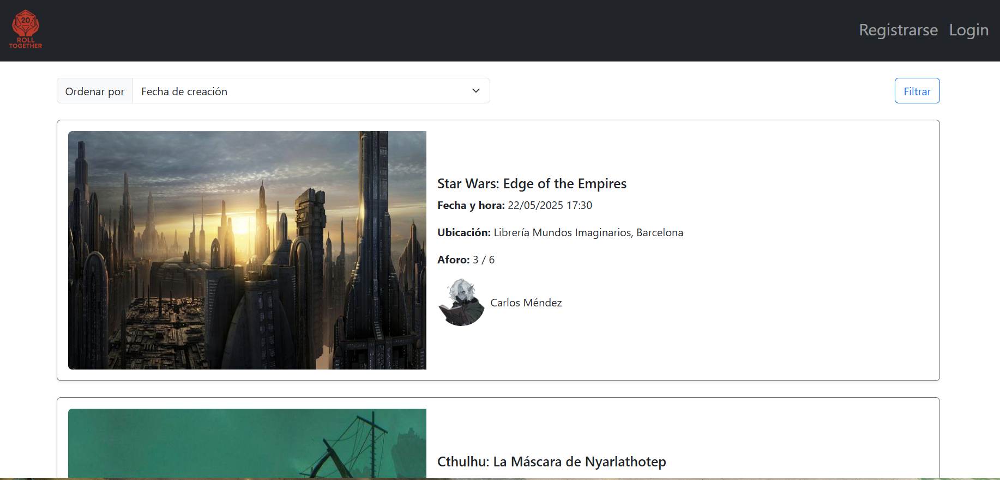 20
ROLL
TOGETHER
Registrarse Login
Ordenar por Fecha de creación Filtrar
Star Wars: Edge of the Empires
Fecha y hora: 22/05/2025 17:30
Ubicación: Librería Mundos Imaginarios, Barcelona
Aforo: 3 / 6
Carlos Méndez
Cthulhu: La Máscara de Nyarlathotep